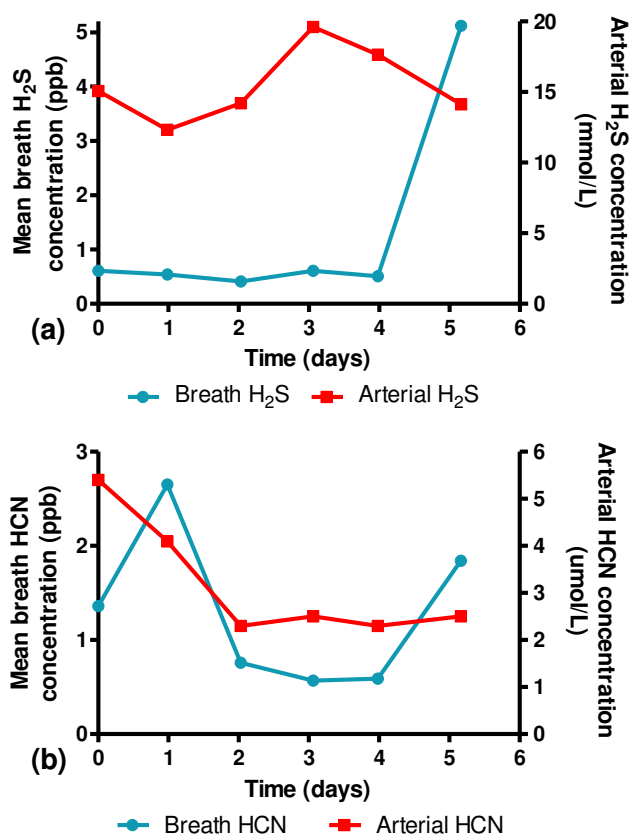 Mean breath H₂S
concentration (ppb)
5
4
3
2
1
0
20
15
10
5
0
Arterial H₂S concentration
(mmol/L)
0 1 2 3 4 5 6
(a)
Time (days)
Breath H₂S Arterial H₂S
Mean breath HCN
concentration (ppb)
3
2
1
0
6
5
4
3
2
1
0
Arterial HCN concentration
(umol/L)
0 1 2 3 4 5 6
(b)
Time (days)
Breath HCN Arterial HCN